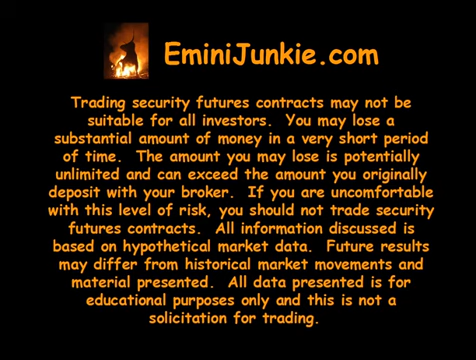 EminiJunkie.com
Trading security futures contracts may not be
suitable for all investors. You may lose a
substantial amount of money in a very short period
of time. The amount you may lose is potentially
unlimited and can exceed the amount you originally
deposit with your broker. If you are uncomfortable
with this level of risk, you should not trade security
futures contracts. All information discussed is
based on hypothetical market data. Future results
may differ from historical market movements and
material presented. All data presented is for
educational purposes only and this is not a
solicitation for trading.